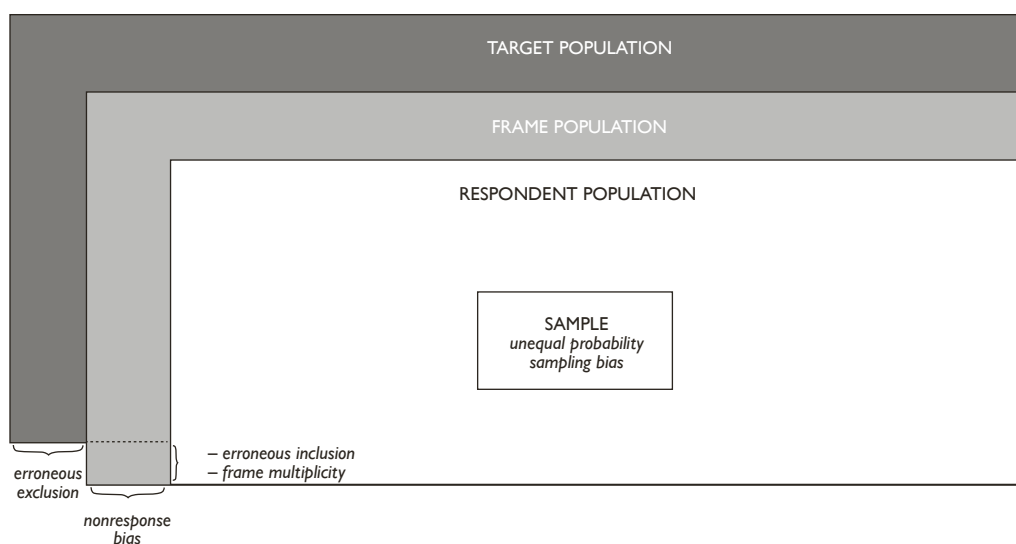 TARGET POPULATION
FRAME POPULATION
RESPONDENT POPULATION
SAMPLE
unequal probability
sampling bias
– erroneous inclusion
– frame multiplicity
erroneous
exclusion
nonresponse
bias